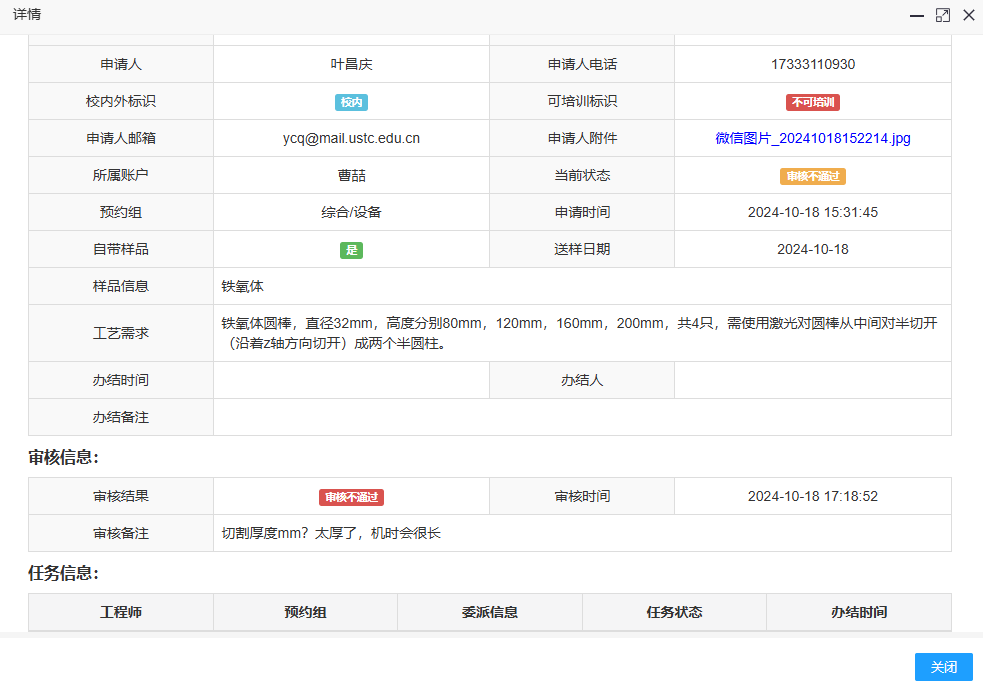 详情
申请人 叶昌庆 申请人电话 17333110930
校内外标识 校内 可培训标识 不可培训
申请人邮箱 ycq@mail.ustc.edu.cn 申请人附件 微信图片_20241018152214.jpg
所属账户 曹喆 当前状态 审核不通过
预约组 综合/设备 申请时间 2024-10-18 15:31:45
自带样品 是 送样日期 2024-10-18
样品信息 铁氧体
工艺需求 铁氧体圆棒，直径32mm，高度分别80mm，120mm，160mm，200mm，共4只，需使用激光对圆棒从中间对半切开
（沿着z轴方向切开）成两个半圆柱。
办结时间 办结人
办结备注
审核信息：
审核结果 审核不通过 审核时间 2024-10-18 17:18:52
审核备注 切割厚度mm？太厚了，机时会很长
任务信息：
工程师 预约组 委派信息 任务状态 办结时间
关闭